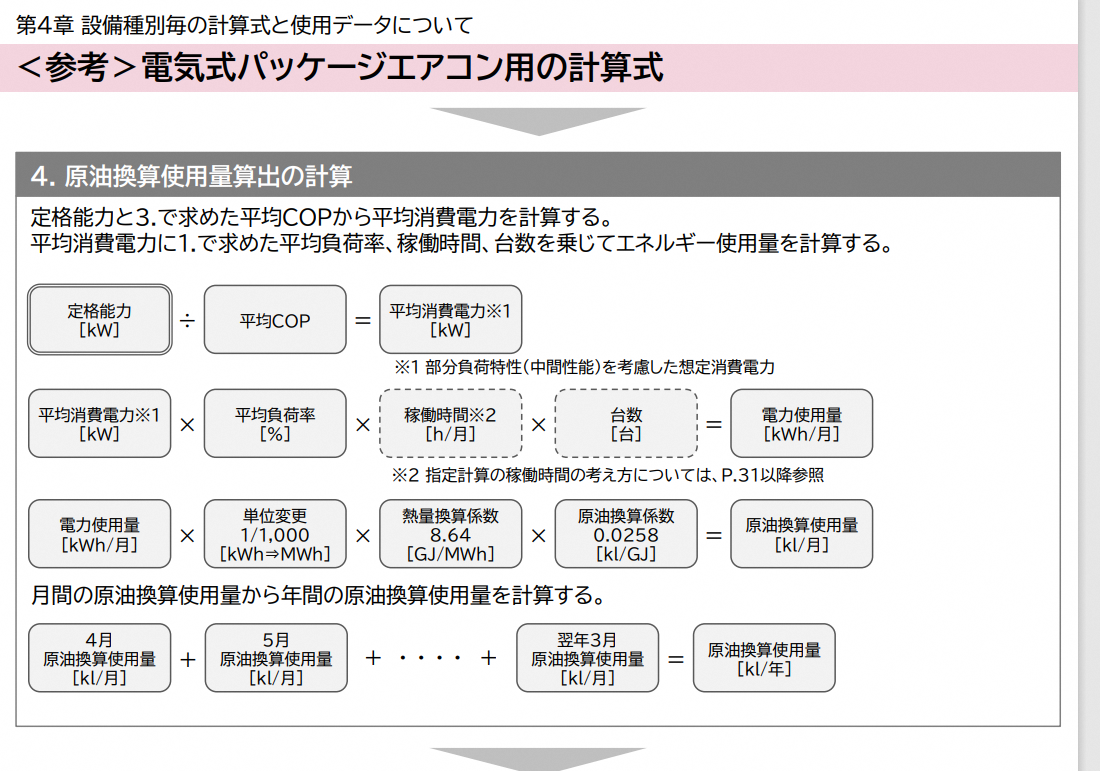 第4章 設備種別毎の計算式と使用データについて
＜参考＞電気式パッケージエアコン用の計算式
4. 原油換算使用量算出の計算
定格能力と3.で求めた平均COPから平均消費電力を計算する。
平均消費電力に1.で求めた平均負荷率、稼働時間、台数を乗じてエネルギー使用量を計算する。
定格能力
[kW]
÷
平均COP
=
平均消費電力※1
[kW]
※1 部分負荷特性（中間性能）を考慮した想定消費電力
平均消費電力※1
[kW]
×
平均負荷率
[%]
×
稼働時間※2
[h/月]
×
台数
[台]
=
電力使用量
[kWh/月]
※2 指定計算の稼働時間の考え方については、P.31以降参照
電力使用量
[kWh/月]
×
単位変更
1/1,000
[kWh⇒MWh]
×
熱量換算係数
8.64
[GJ/MWh]
×
原油換算係数
0.0258
[kl/GJ]
=
原油換算使用量
[kl/月]
月間の原油換算使用量から年間の原油換算使用量を計算する。
4月
原油換算使用量
[kl/月]
+
5月
原油換算使用量
[kl/月]
+ ・・・・ +
翌年3月
原油換算使用量
[kl/月]
=
原油換算使用量
[kl/年]